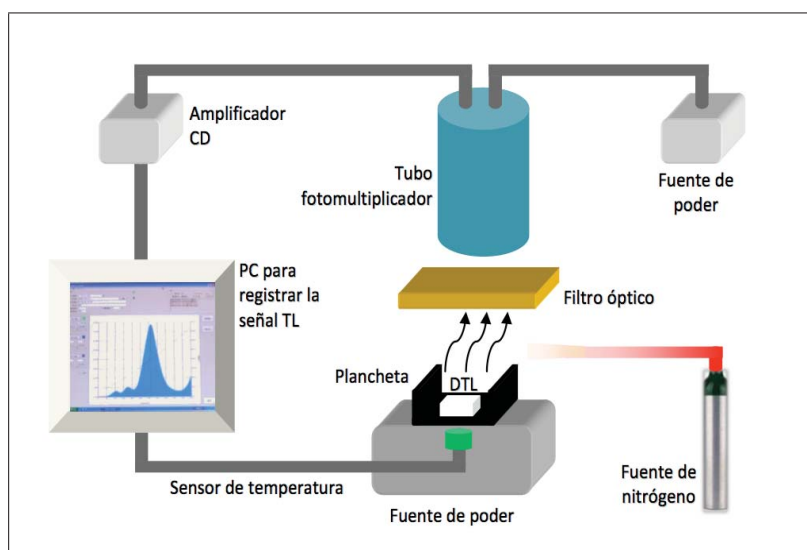 Amplificador
CD
Tubo
fotomultiplicador
Fuente de
poder
PC para
registrar la
señal TL
Filtro óptico
Plancheta
DTL
Sensor de temperatura
Fuente de poder
Fuente de
nitrógeno